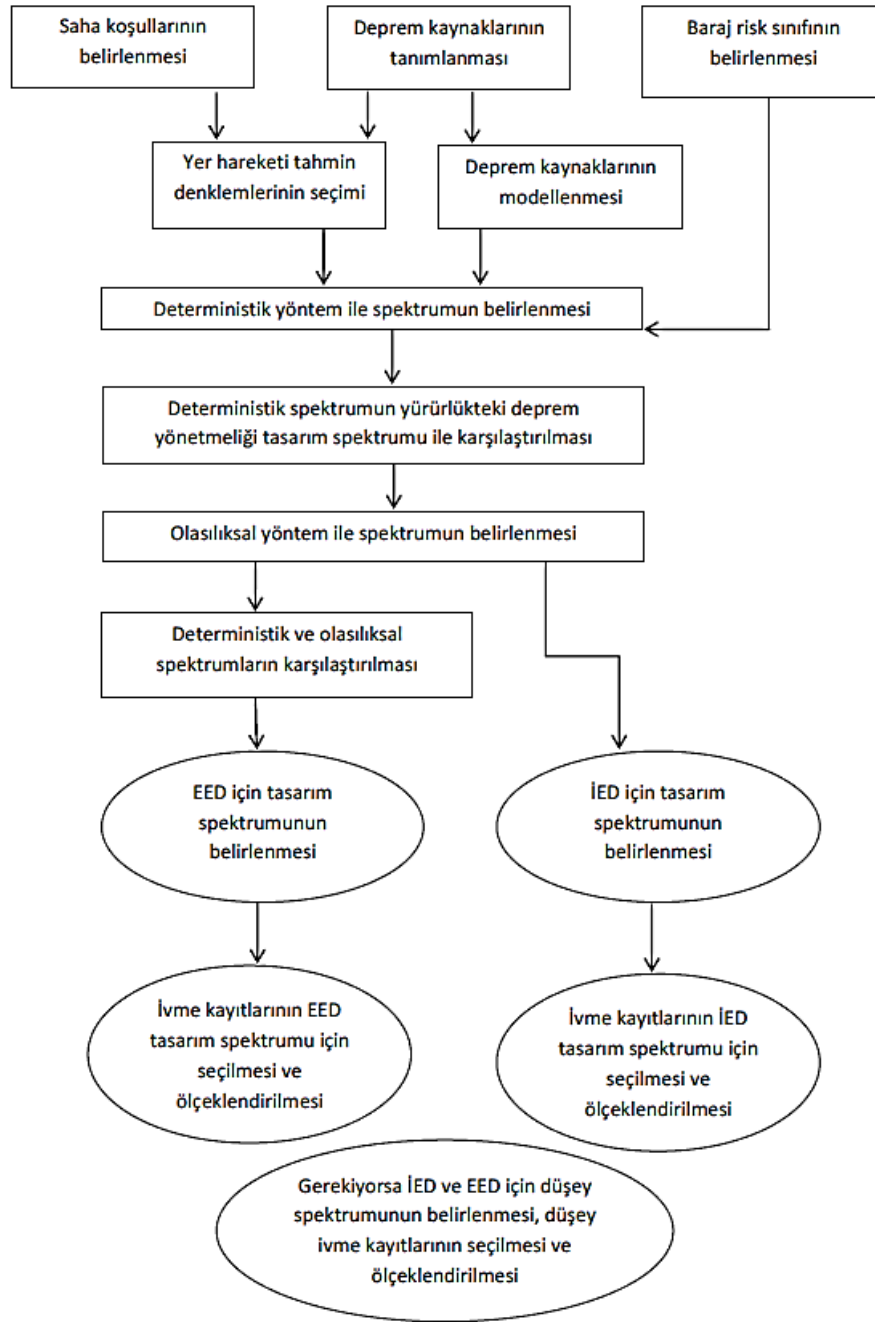 Saha koşullarının
belirlenmesi
Deprem kaynaklarının
tanımlanması
Baraj risk sınıfının
belirlenmesi
Yer hareketi tahmin
denklemlerinin seçimi
Deprem kaynaklarının
modellenmesi
Deterministik yöntem ile spektrumun belirlenmesi
Deterministik spektrumun yürürlükteki deprem
yönetmeliği tasarım spektrumu ile karşılaştırılması
Olasılıksal yöntem ile spektrumun belirlenmesi
Deterministik ve olasılıksal
spektrumların karşılaştırılması
EED için tasarım
spektrumunun
belirlenmesi
İED için tasarım
spektrumunun
belirlenmesi
İvme kayıtlarının EED
tasarım spektrumu için
seçilmesi ve
ölçeklendirilmesi
İvme kayıtlarının İED
tasarım spektrumu için
seçilmesi ve
ölçeklendirilmesi
Gerekiyorsa İED ve EED için düşey
spektrumunun belirlenmesi, düşey
ivme kayıtlarının seçilmesi ve
ölçeklendirilmesi